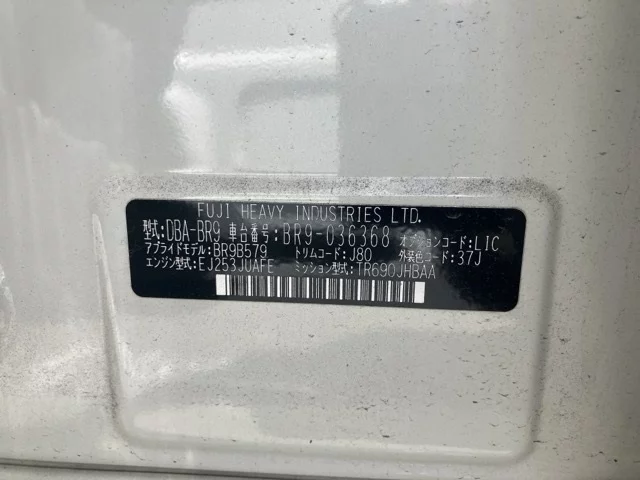 FUJI HEAVY INDUSTRIES LTD.
型式:DBA-BR9 車台番号:BR9-036368 オプションコード:LIC
アプライドモデル:BR9B579 トリムコード:J80 外装色コード:37J
エンジン型式:EJ253JUAFE ミッション型式:TR690JHBAA